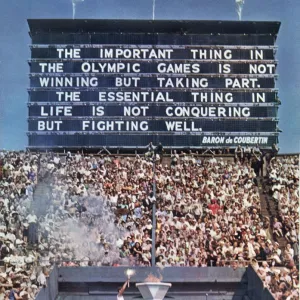 THE IMPORTANT THING IN
THE OLYMPIC GAMES IS NOT
WINNING BUT TAKING PART.
THE ESSENTIAL THING IN
LIFE IS NOT CONQUERING
BUT FIGHTING WELL.
BARON de COUBERTIN